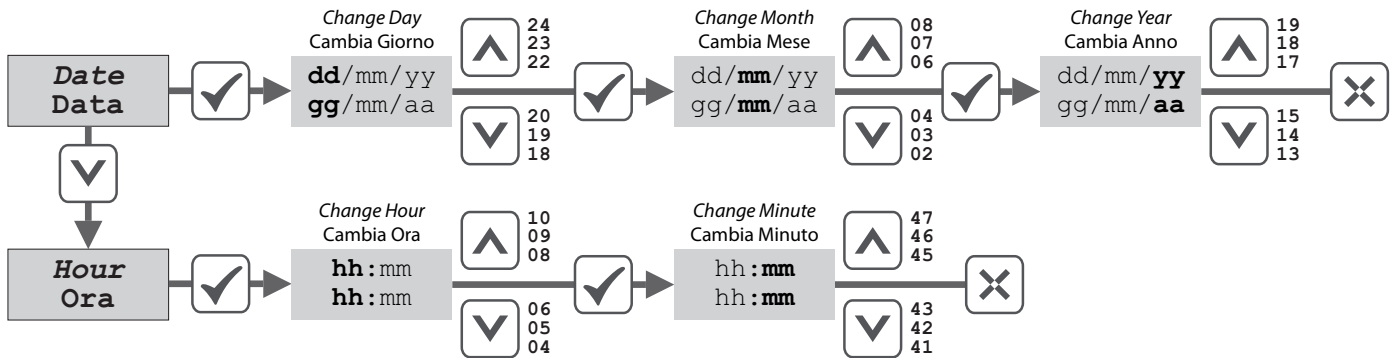 Change Day
Cambia Giorno
24
23
22
Change Month
Cambia Mese
08
07
06
Change Year
Cambia Anno
19
18
17
Date
Data
dd/mm/yy
gg/mm/aa
dd/mm/yy
gg/mm/aa
dd/mm/yy
gg/mm/aa
20
19
18
04
03
02
15
14
13
Change Hour
Cambia Ora
10
09
08
Change Minute
Cambia Minuto
47
46
45
Hour
Ora
hh:mm
hh:mm
hh:mm
hh:mm
06
05
04
43
42
41